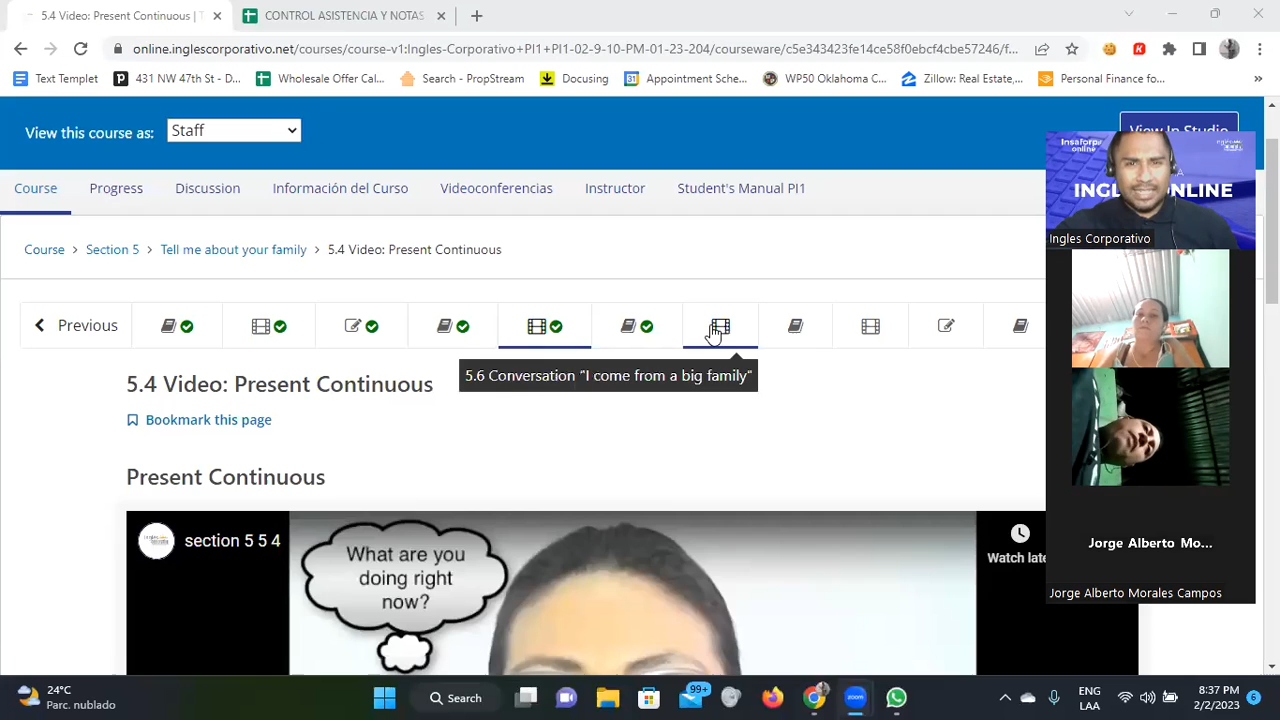 5.4 Video: Present Continuous |
CONTROL ASISTENCIA Y NOTAS
online.inglescorporativo.net/courses/course-v1:Ingles-Corporativo+PI1+PI1-02-9-10-PM-01-23-204/courseware/c5e343423fe14ce58f0ebcf4cbe57246/f...
Text Templet
431 NW 47th St - D...
Wholesale Offer Cal...
Search - PropStream
Docusing
Appointment Sche...
WP50 Oklahoma C...
Zillow: Real Estate,...
Personal Finance fo...
»
View this course as:
Staff
View In Studio
Course
Progress
Discussion
Información del Curso
Videoconferencias
Instructor
Student's Manual PI1
Insaforp
online
INGL
ONLINE
Ingles Corporativo
Course > Section 5 > Tell me about your family > 5.4 Video: Present Continuous
Previous
5.6 Conversation "I come from a big family"
5.4 Video: Present Continuous
Bookmark this page
Present Continuous
section 5 5 4
What are you
doing right
now?
Watch late
Jorge Alberto Mo...
Jorge Alberto Morales Campos
24°C
Parc. nublado
Search
99+
zoom
ENG
LAA
8:37 PM
2/2/2023
6